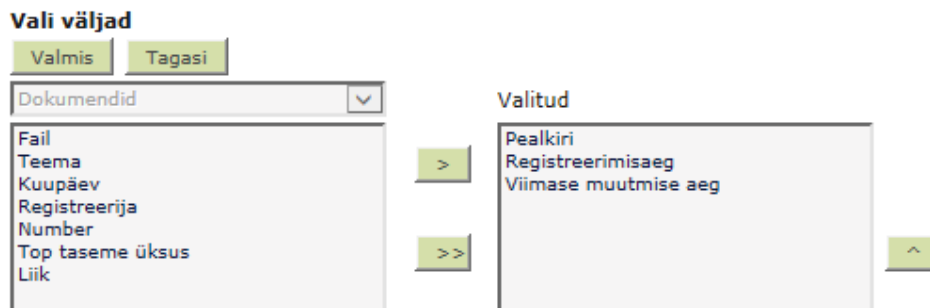 Vali väljad
Valmis
Tagasi
Dokumendid
Valitud
Fail
Teema
Kuupäev
Registreerija
Number
Top taseme üksus
Liik
>
>>
Pealkiri
Registreerimisaeg
Viimase muutmise aeg
^